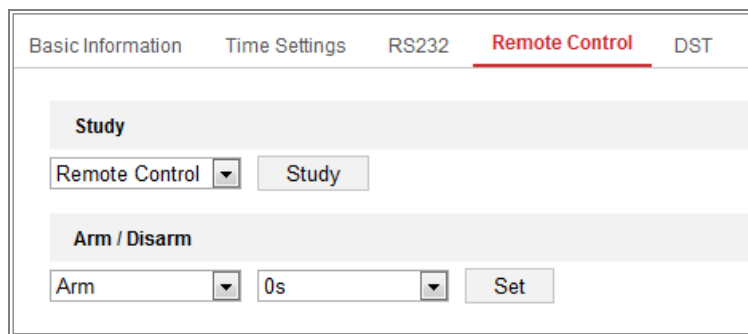 Basic Information Time Settings RS232 Remote Control DST
Study
Remote Control Study
Arm / Disarm
Arm 0s Set